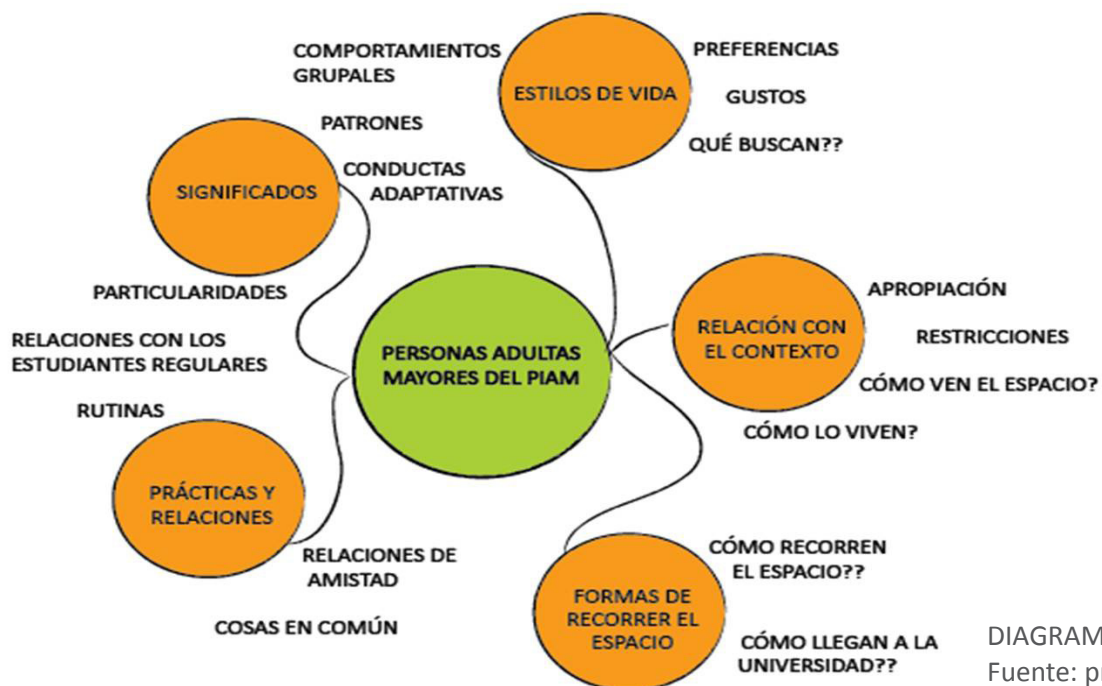 COMPORTAMIENTOS
GRUPALES
PATRONES
CONDUCTAS
ADAPTATIVAS
ESTILOS DE VIDA
PREFERENCIAS
GUSTOS
QUÉ BUSCAN??
SIGNIFICADOS
PARTICULARIDADES
RELACIONES CON LOS
ESTUDIANTES REGULARES
RUTINAS
PERSONAS ADULTAS
MAYORES DEL PIAM
RELACIÓN CON
EL CONTEXTO
APROPIACIÓN
RESTRICCIONES
CÓMO VEN EL ESPACIO?
CÓMO LO VIVEN?
PRÁCTICAS Y
RELACIONES
RELACIONES DE
AMISTAD
COSAS EN COMÚN
FORMAS DE
RECORRER EL
ESPACIO
CÓMO RECORREN
EL ESPACIO??
CÓMO LLEGAN A LA
UNIVERSIDAD??
Fuente: